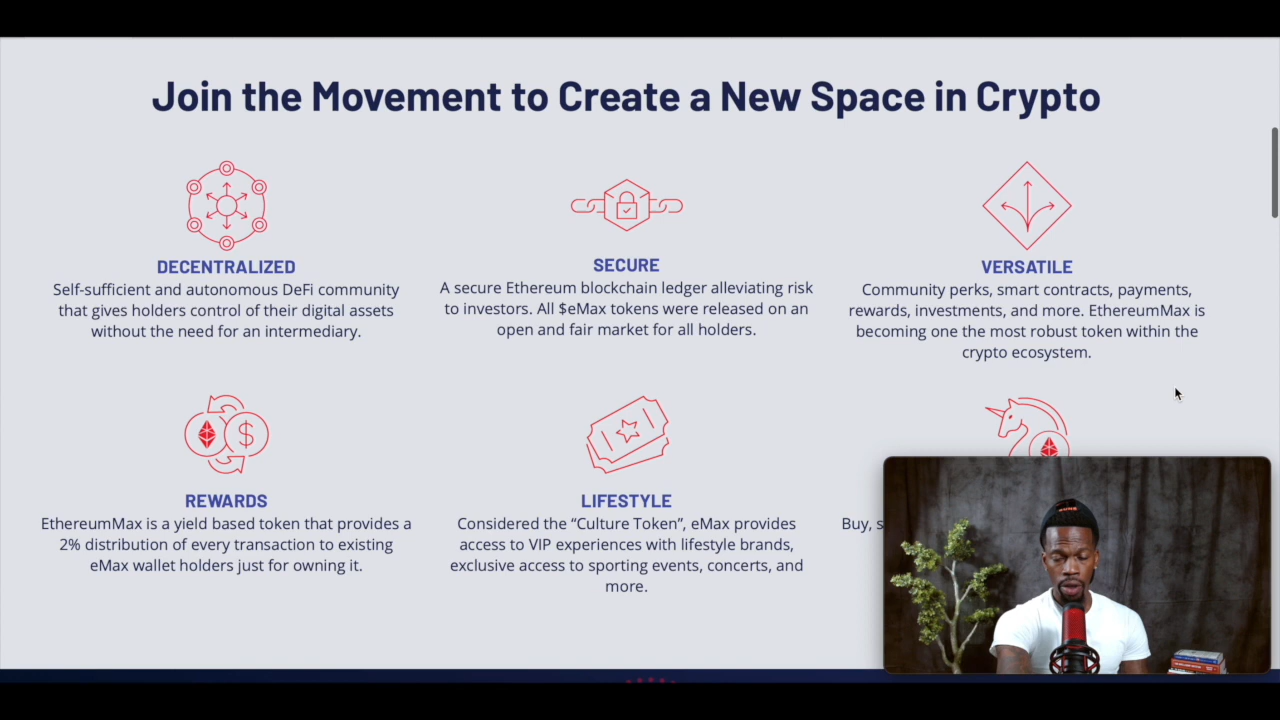 Join the Movement to Create a New Space in Crypto
DECENTRALIZED
Self-sufficient and autonomous DeFi community
that gives holders control of their digital assets
without the need for an intermediary.
SECURE
A secure Ethereum blockchain ledger alleviating risk
to investors. All $eMax tokens were released on an
open and fair market for all holders.
VERSATILE
Community perks, smart contracts, payments,
rewards, investments, and more. EthereumMax is
becoming one the most robust token within the
crypto ecosystem.
REWARDS
EthereumMax is a yield based token that provides a
2% distribution of every transaction to existing
eMax wallet holders just for owning it.
LIFESTYLE
Considered the “Culture Token”, eMax provides
access to VIP experiences with lifestyle brands,
exclusive access to sporting events, concerts, and
more.
Buy,